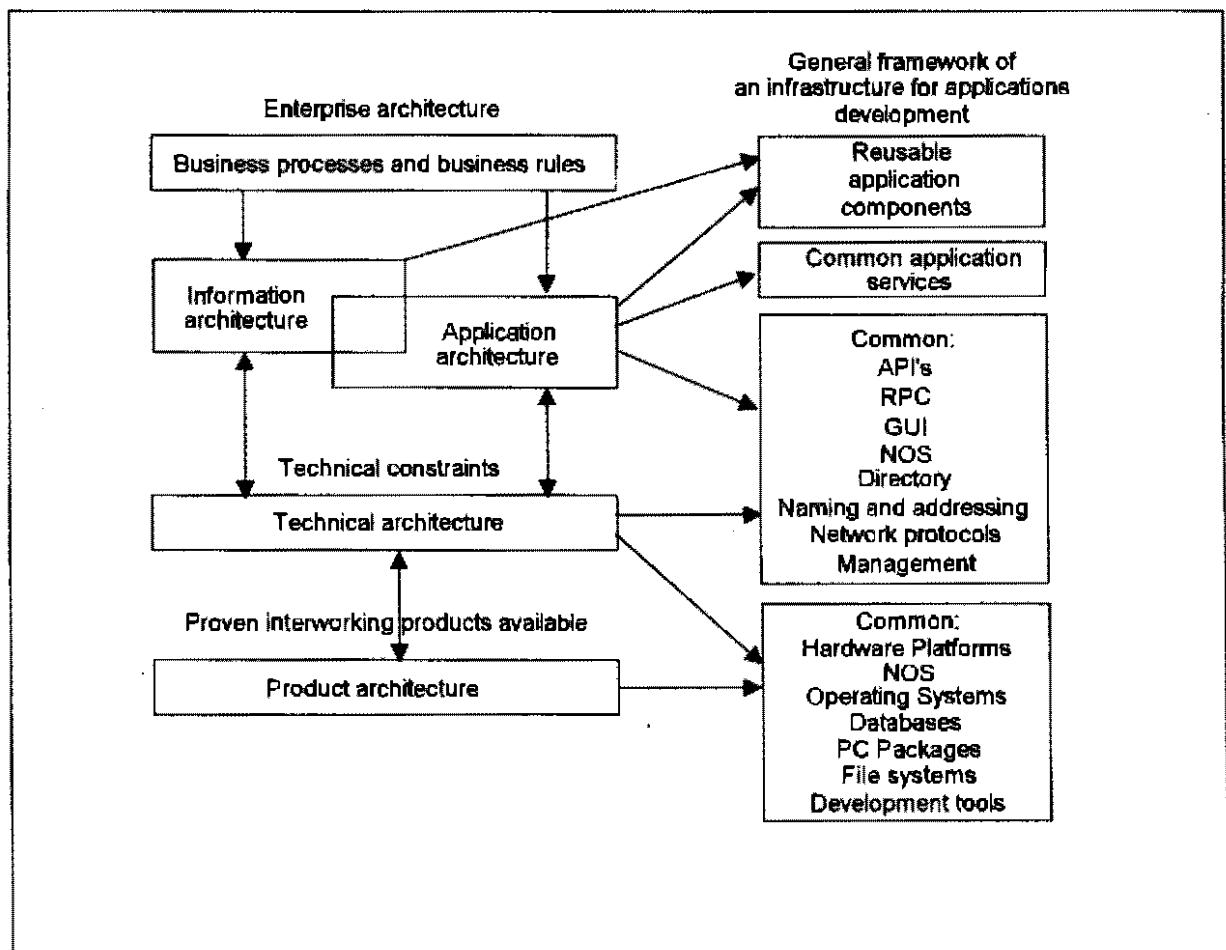 General framework of
an infrastructure for applications
development
Enterprise architecture
Business processes and business rules
Reusable
application
components
Information
architecture
Common application
services
Application
architecture
Common:
API's
RPC
GUI
NOS
Directory
Naming and addressing
Network protocols
Management
Technical constraints
Technical architecture
Proven interworking products available
Product architecture
Common:
Hardware Platforms
NOS
Operating Systems
Databases
PC Packages
File systems
Development tools